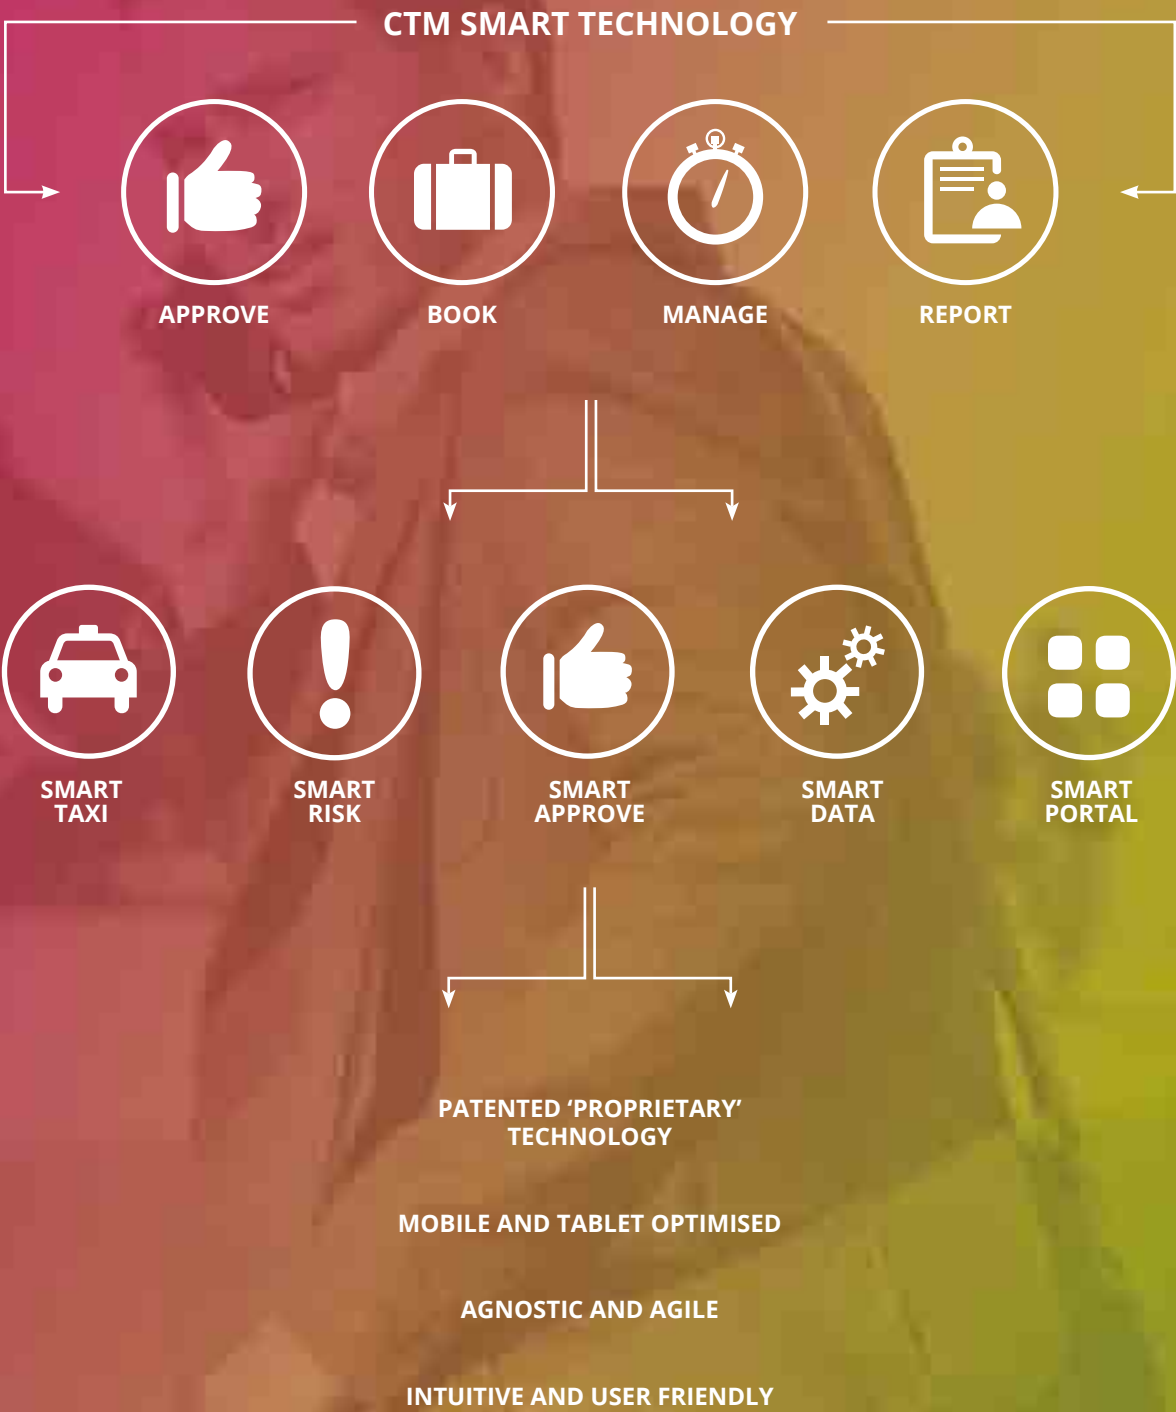 CTM SMART TECHNOLOGY
APPROVE
BOOK
MANAGE
REPORT
SMART
TAXI
SMART
RISK
SMART
APPROVE
SMART
DATA
SMART
PORTAL
PATENTED ‘PROPRIETARY’
TECHNOLOGY
MOBILE AND TABLET OPTIMISED
AGNOSTIC AND AGILE
INTUITIVE AND USER FRIENDLY